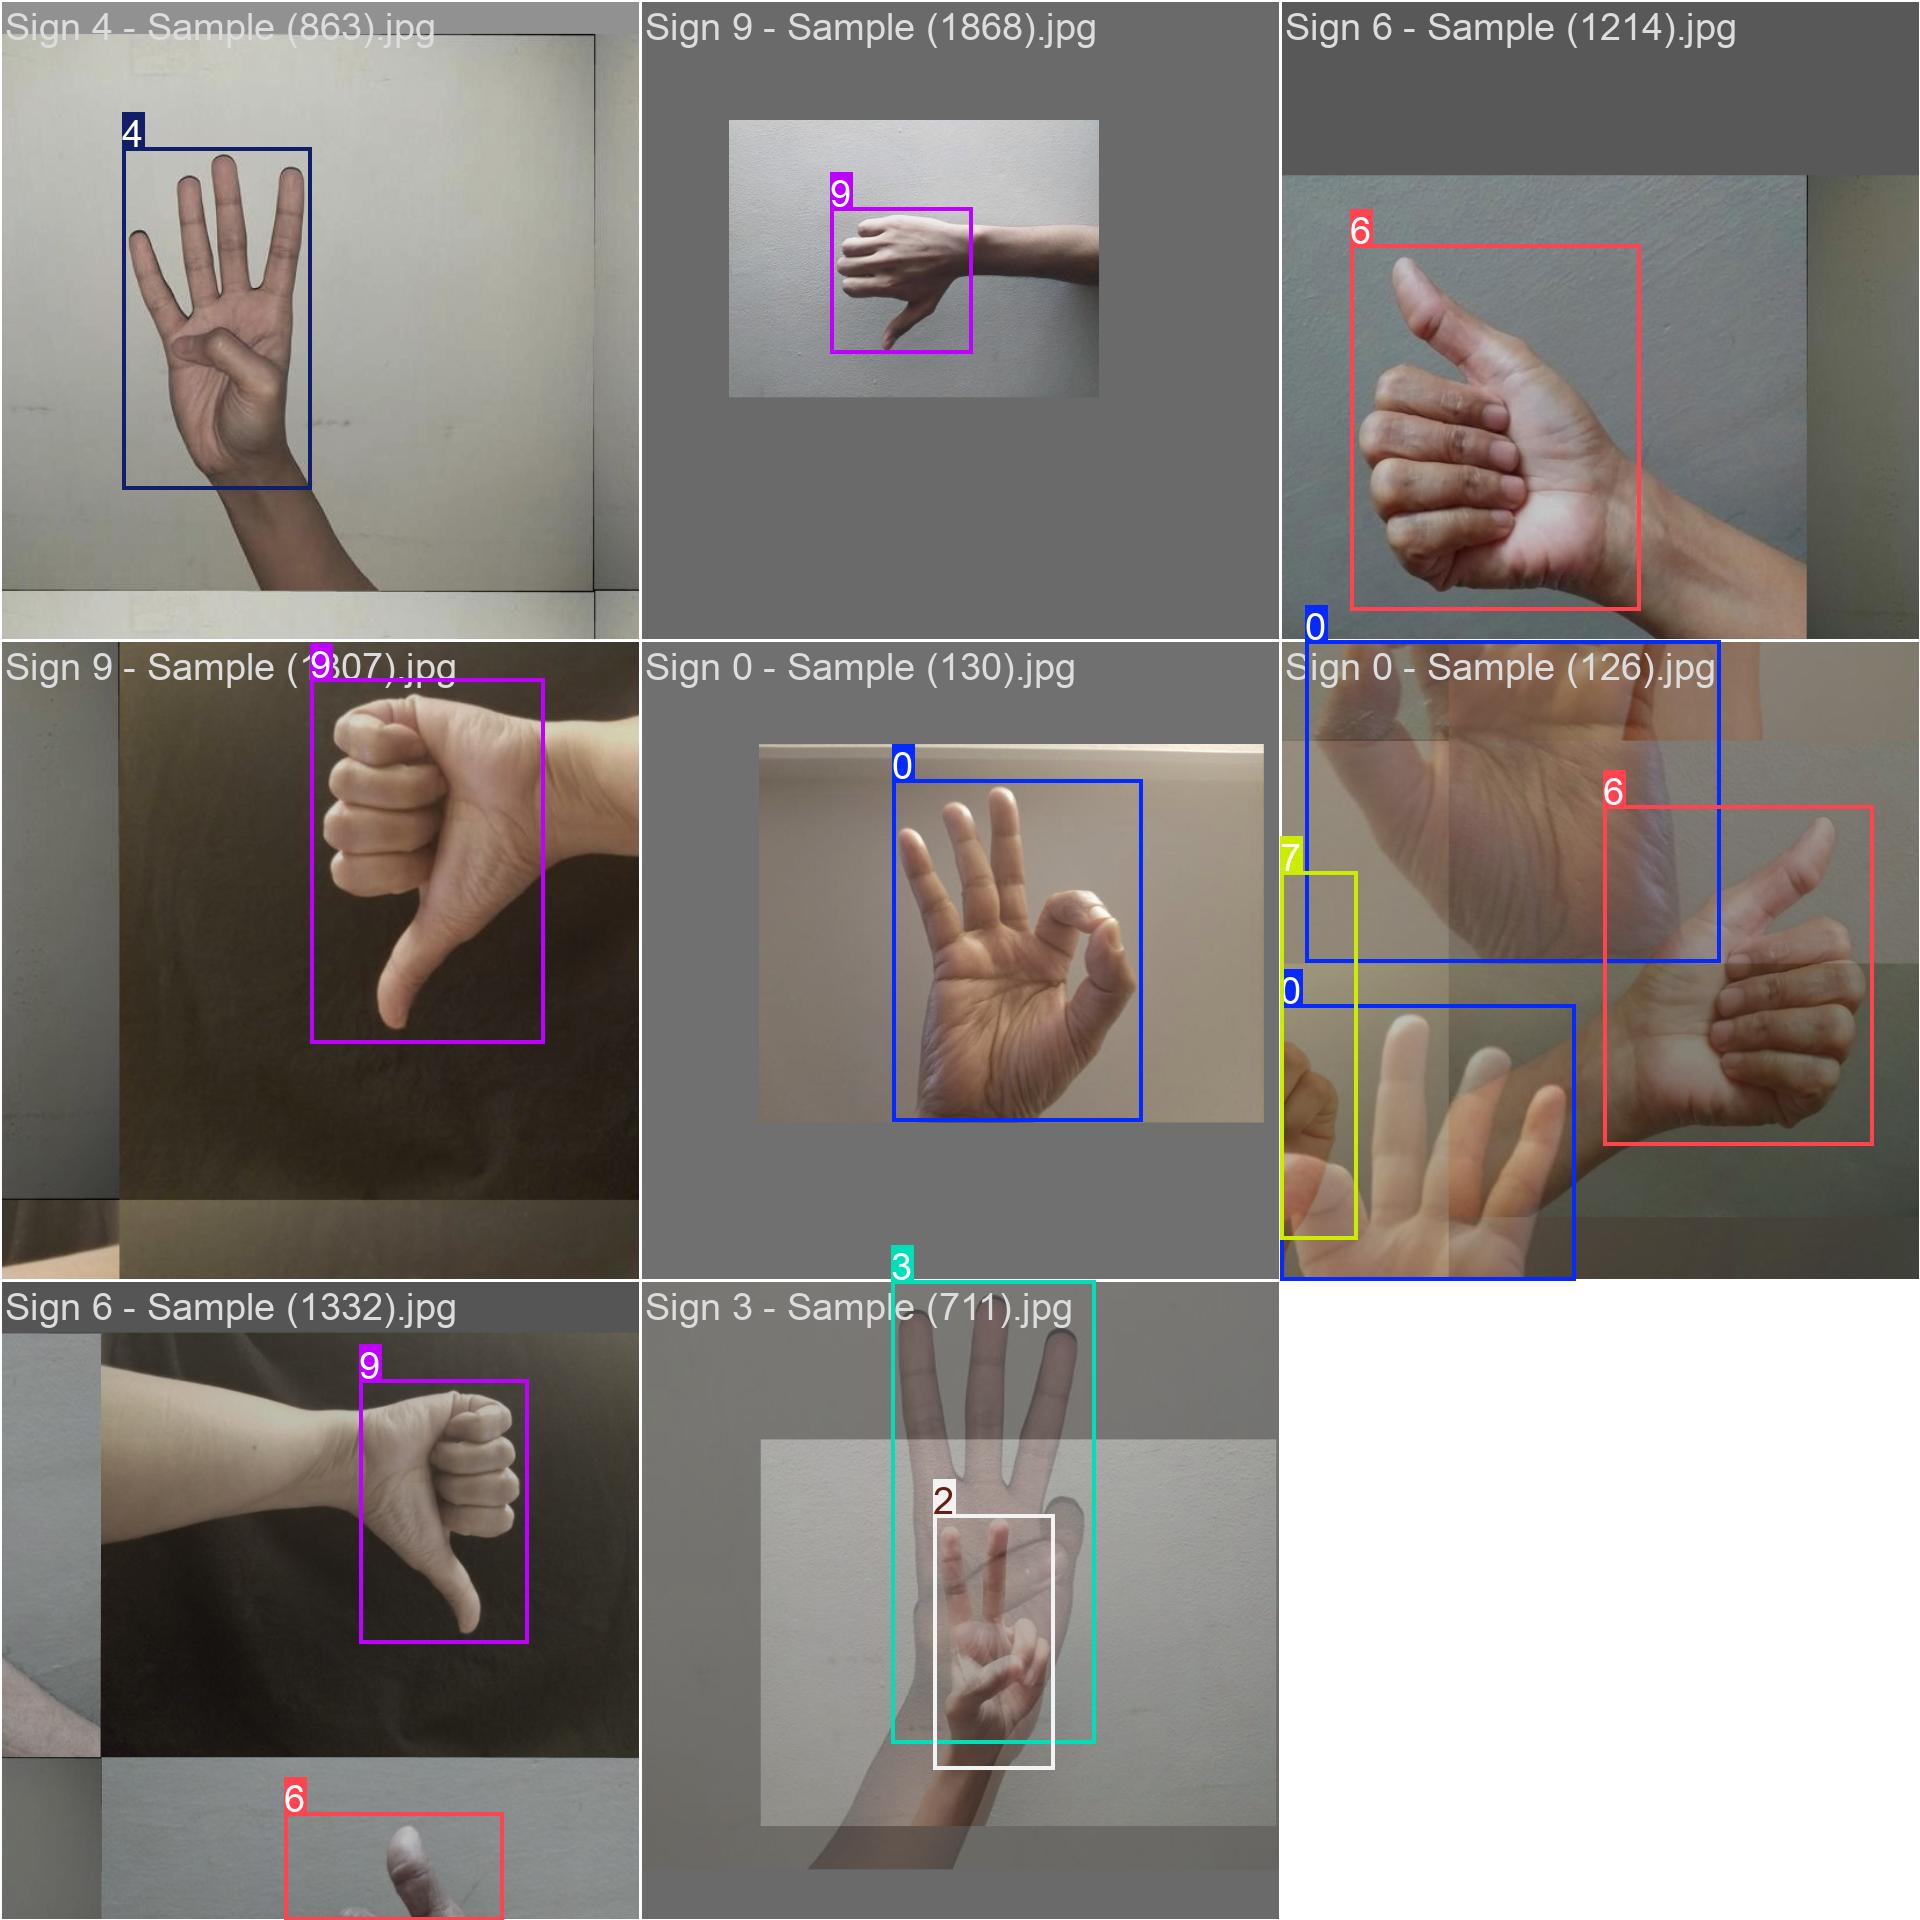 Sign 4 - Sample (863).jpg
4
Sign 9 - Sample (1868).jpg
9
Sign 6 - Sample (1214).jpg
6
Sign 9 - Sample ( 307).jpg
9
Sign 0 - Sample (130).jpg
0
Sign 0 - Sample (126).jpg
0
6
7
0
Sign 6 - Sample (1332).jpg
9
6
Sign 3 - Sample (711).jpg
3
2